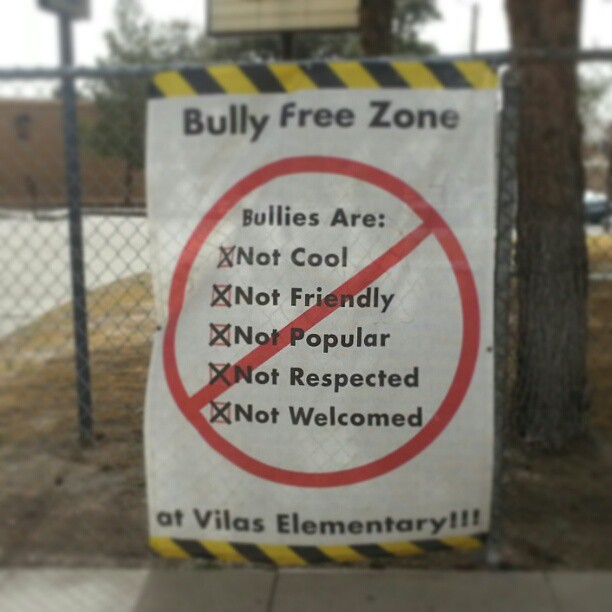 Bully Free Zone
Bullies Are:
Not Cool
Not Friendly
Not Popular
Not Respected
Not Welcomed
at Vilas Elementary!!!